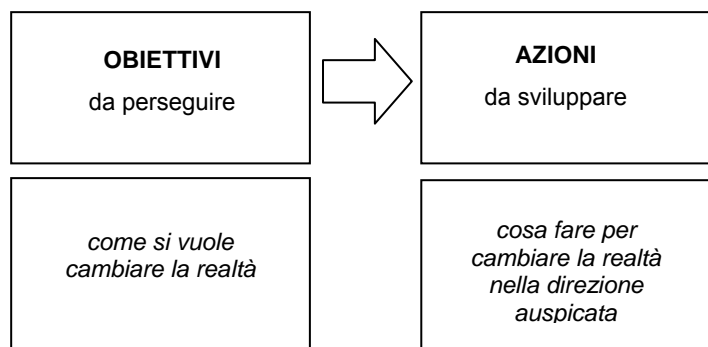 OBIETTIVI
da perseguire
AZIONI
da sviluppare
come si vuole
cambiare la realtà
cosa fare per
cambiare la realtà
nella direzione
auspicata